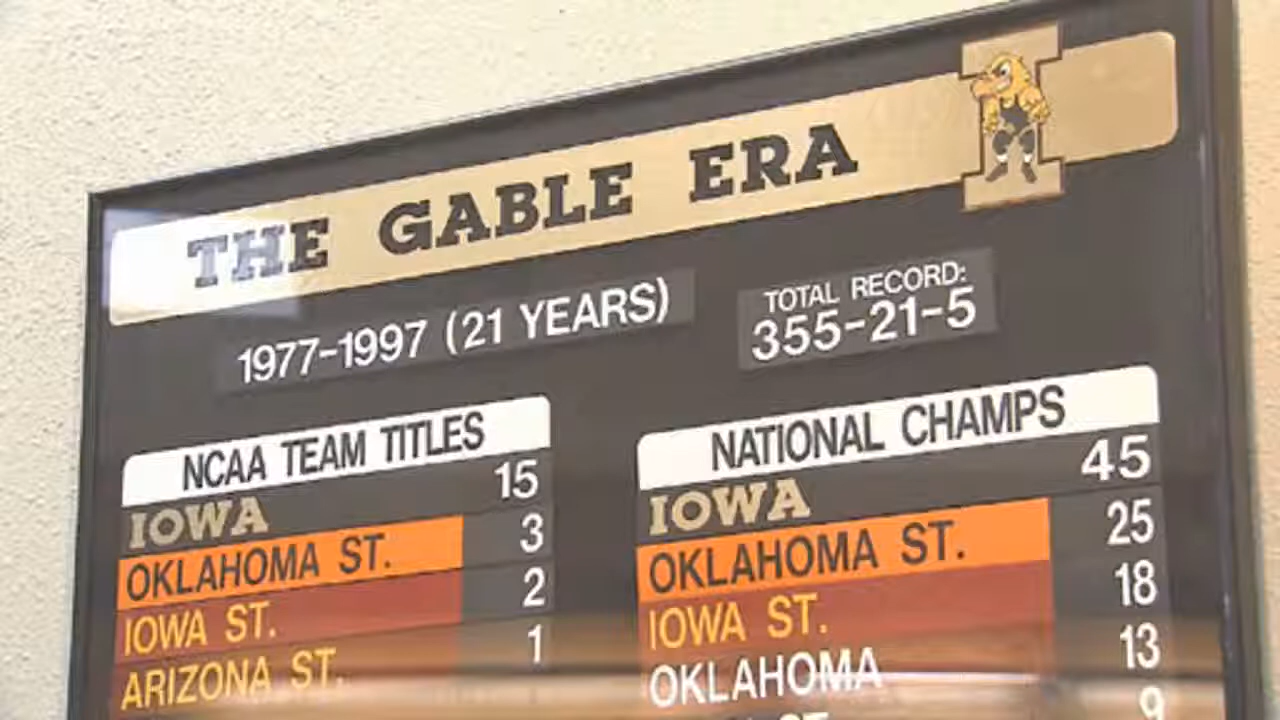 THE GABLE ERA
1977-1997 (21 YEARS)
TOTAL RECORD:
355-21-5
NCAA TEAM TITLES
IOWA 15
OKLAHOMA ST. 3
IOWA ST. 2
ARIZONA ST. 1
NATIONAL CHAMPS
IOWA 45
OKLAHOMA ST. 25
IOWA ST. 18
OKLAHOMA 13
9